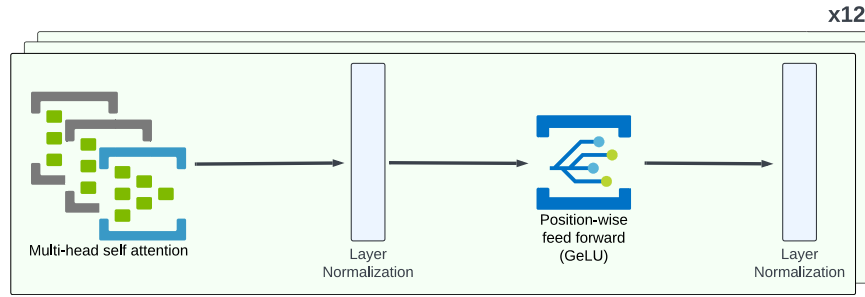 x12
Multi-head self attention
Layer
Normalization
Position-wise
feed forward
(GeLU)
Layer
Normalization